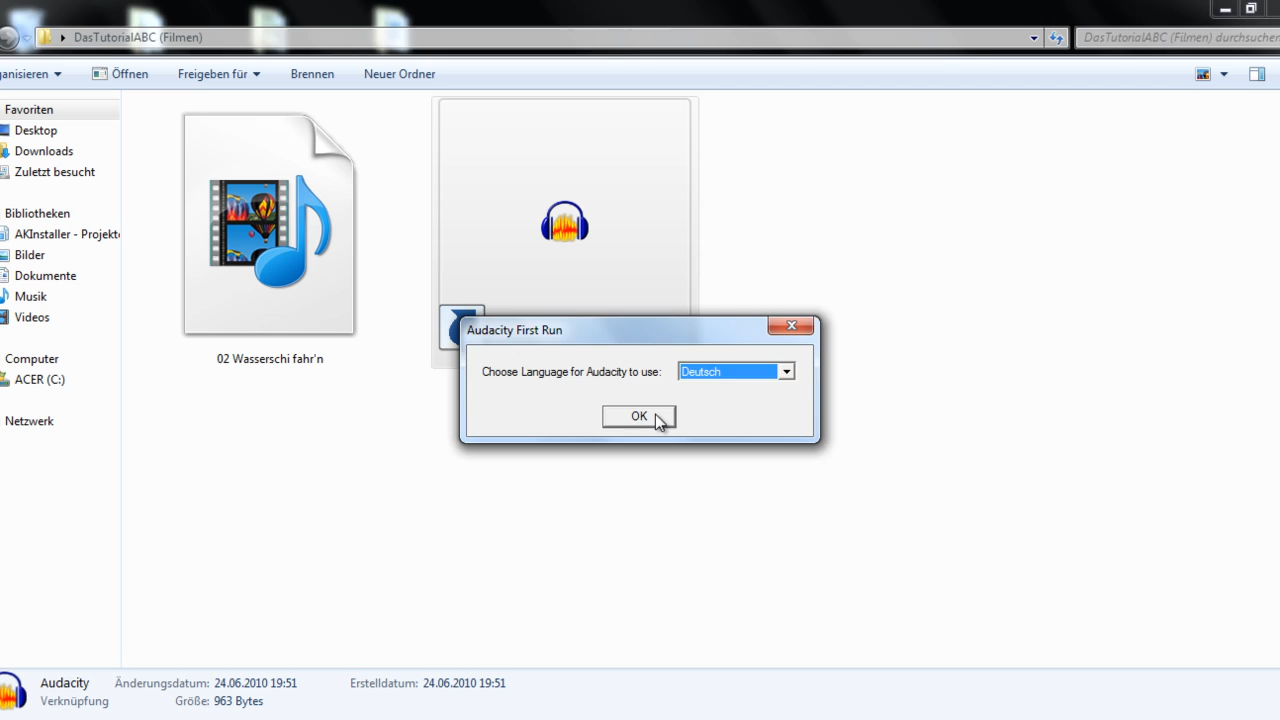 DasTutorialABC (Filmen)
DasTutorialABC (Filmen) durchsuchen
Öffnen
Freigeben für
Brennen
Neuer Ordner
Favoriten
Desktop
Downloads
Zuletzt besucht
Bibliotheken
AKInstaller - Projekt
Bilder
Dokumente
Musik
Videos
Computer
ACER (C:)
Netzwerk
02 Wasserschi fahr'n
Audacity First Run
Choose Language for Audacity to use:
Deutsch
OK
Audacity
Änderungsdatum: 24.06.2010 19:51
Erstelldatum: 24.06.2010 19:51
Verknüpfung
Größe: 963 Bytes